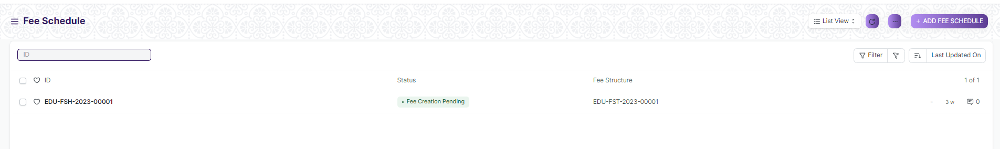 Fee Schedule
List View
+ ADD FEE SCHEDULE
ID
Filter
Last Updated On
ID Status Fee Structure 1 of 1
EDU-FSH-2023-00001 • Fee Creation Pending EDU-FST-2023-00001 - 3 w 0